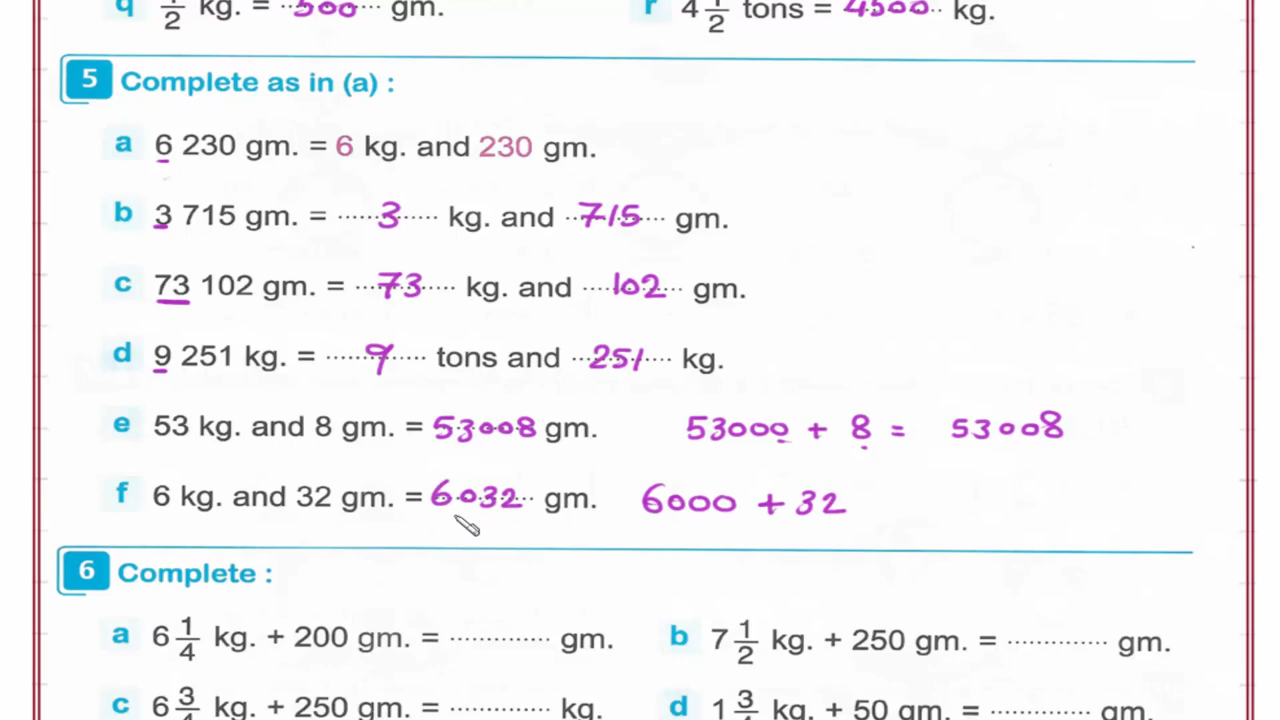 q 1/2 kg. = ..500... gm. r 4 1/2 tons = 4500.. kg.
5 Complete as in (a) :
a 6 230 gm. = 6 kg. and 230 gm.
b 3 715 gm. = ......3...... kg. and ..715... gm.
c 73 102 gm. = ...73..... kg. and ....102... gm.
d 9 251 kg. = .......9...... tons and ...251.... kg.
e 53 kg. and 8 gm. = 53008 gm. 53000 + 8 = 53008
f 6 kg. and 32 gm. = 6032.. gm. 6000 + 32
6 Complete :
a 6 1/4 kg. + 200 gm. = ............. gm. b 7 1/2 kg. + 250 gm. = ............. gm.
c 6 3/4 kg. + 250 gm. = ............. kg. d 1 3/4 kg. + 50 gm. = ............. gm.